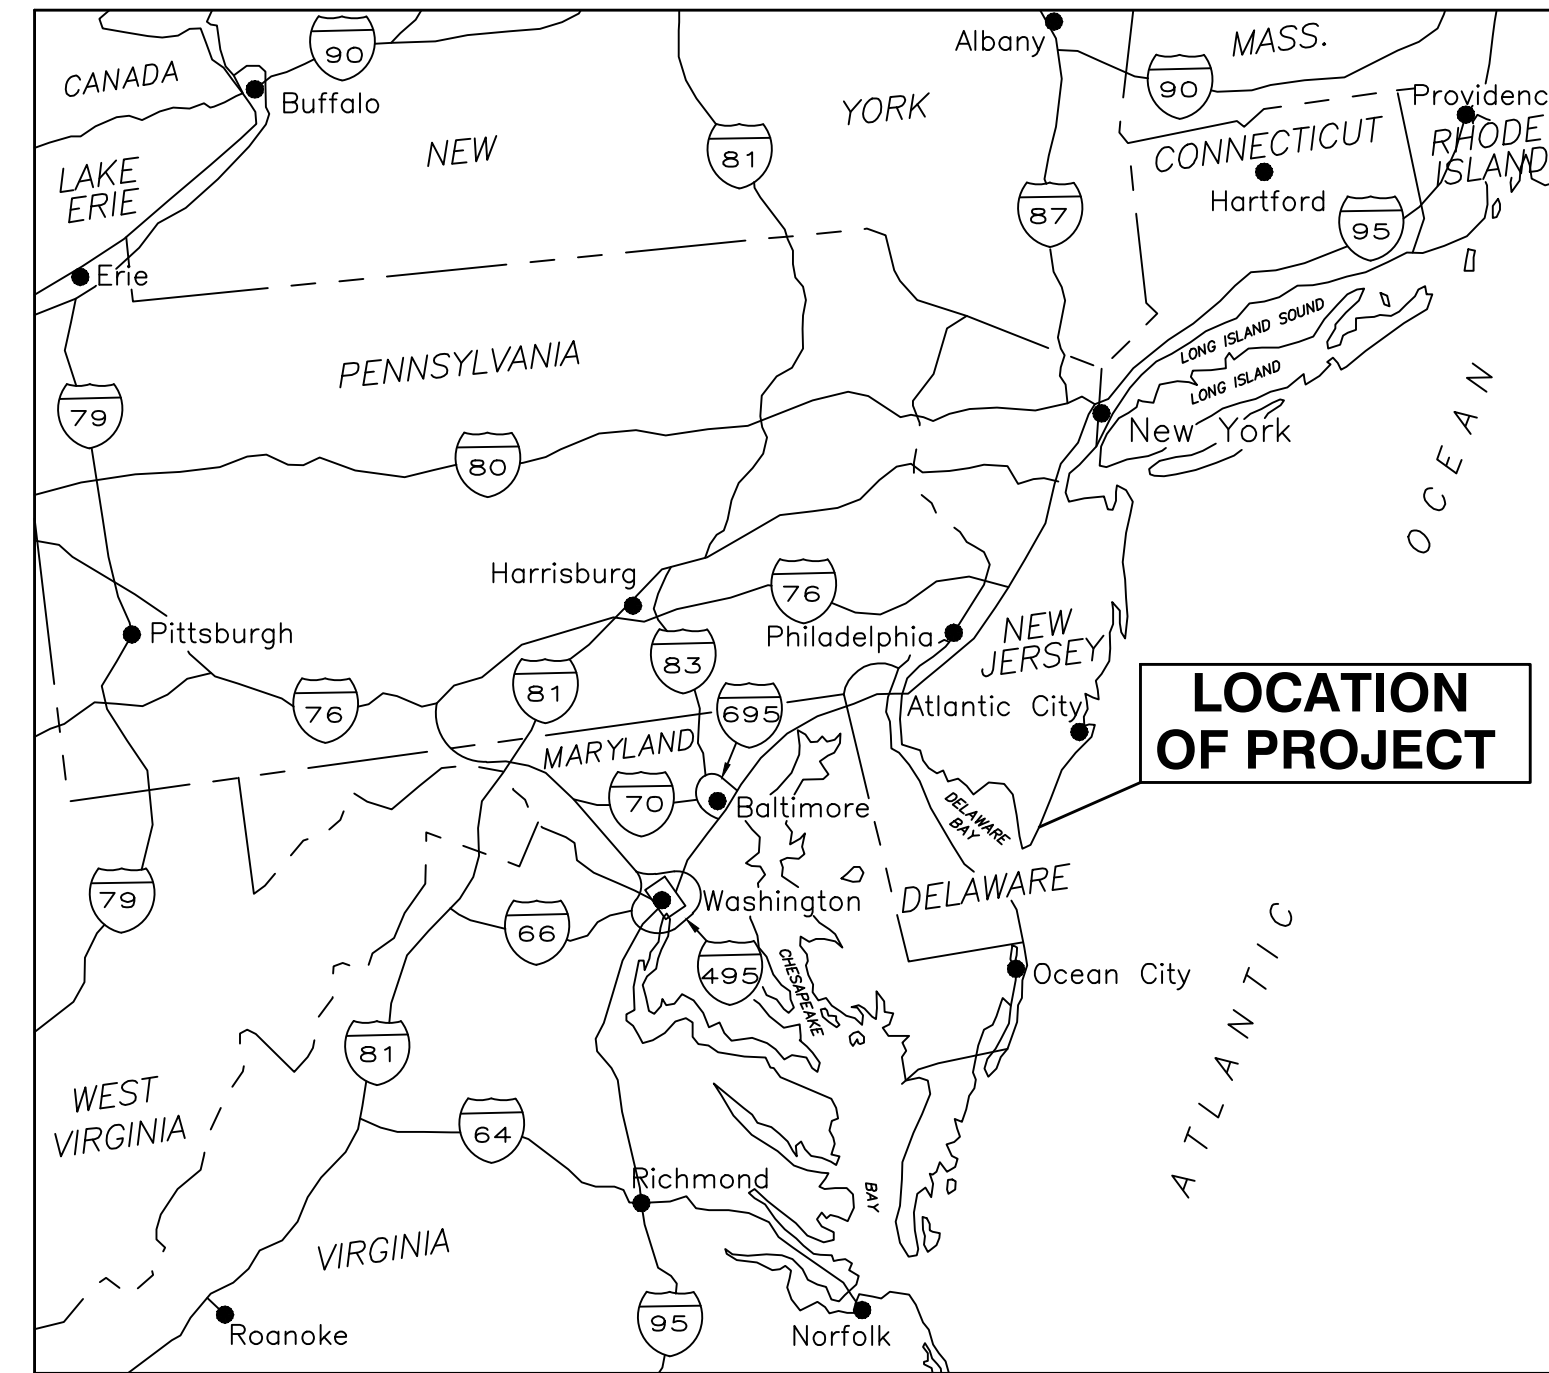 90
Albany
MASS.
CANADA
Buffalo
90
Providenc
YORK
NEW
81
CONNECTICUT
RHODE
ISLAND
LAKE
ERIE
Hartford
87
95
Erie
LONG ISLAND SOUND
PENNSYLVANIA
LONG ISLAND
79
New York
80
OCEAN
Harrisburg
76
Pittsburgh
Philadelphia
NEW
JERSEY
83
81
76
695
Atlantic City
LOCATION
OF PROJECT
MARYLAND
70
Baltimore
DELAWARE
BAY
79
Washington
DELAWARE
66
495
CHESAPEAKE
Ocean City
ATLANTIC
81
WEST
VIRGINIA
64
Richmond
BAY
VIRGINIA
95
Roanoke
Norfolk